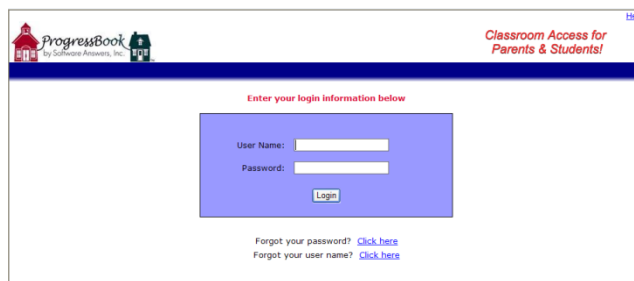 ProgressBook
by Software Answers, Inc.
Classroom Access for
Parents & Students!
Enter your login information below
User Name:
Password:
Login
Forgot your password? Click here
Forgot your user name? Click here